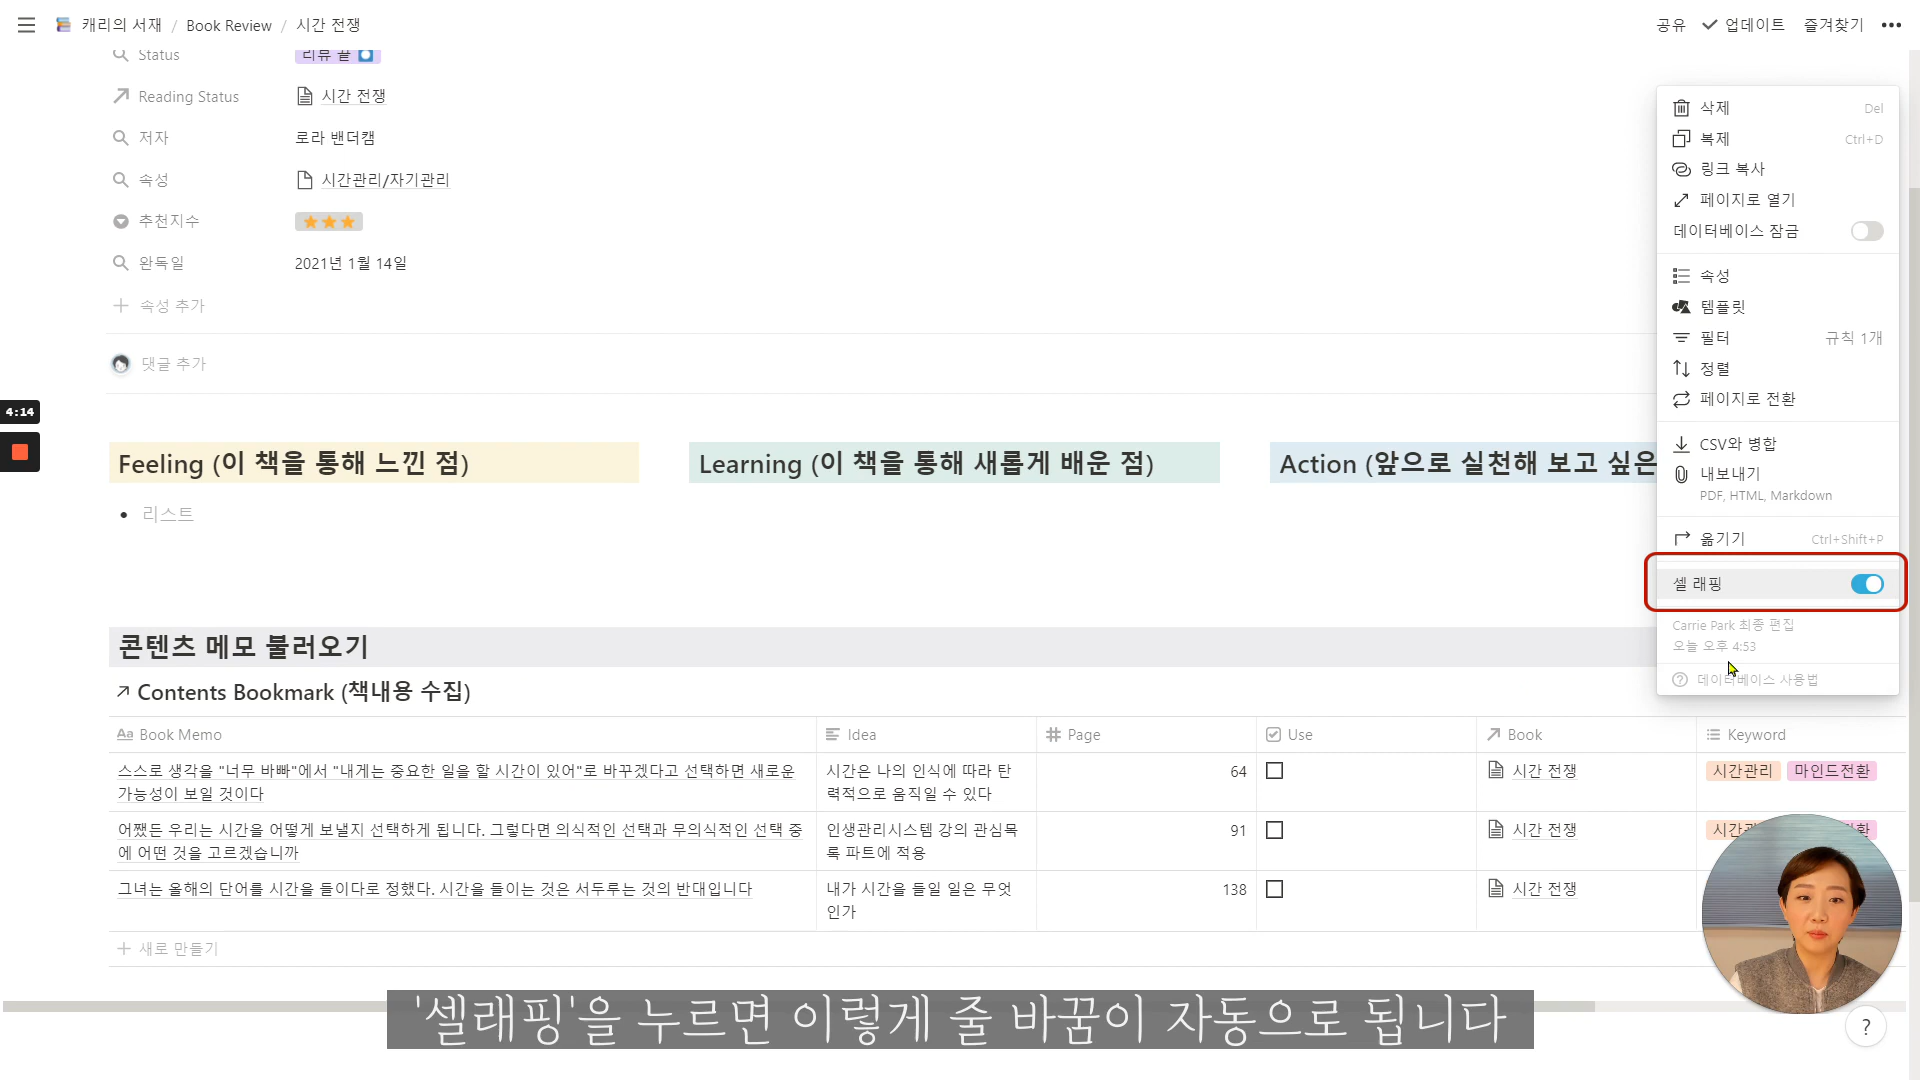 캐리의 서재 / Book Review / 시간 전쟁
공유 업데이트 즐겨찾기 •••
Status 리뷰 끝
Reading Status 시간 전쟁
저자 로라 밴더캠
속성 시간관리/자기관리
추천지수
완독일 2021년 1월 14일
속성 추가
댓글 추가
4:14
Feeling (이 책을 통해 느낀 점)
리스트
Learning (이 책을 통해 새롭게 배운 점)
Action (앞으로 실천해 보고 싶은
삭제 Del
복제 Ctrl+D
링크 복사
페이지로 열기
데이터베이스 잠금
속성
템플릿
필터 규칙 1개
정렬
페이지로 전환
CSV와 병합
내보내기
PDF, HTML, Markdown
옮기기 Ctrl+Shift+P
셀 래핑
Carrie Park 최종 편집
오늘 오후 4:53
데이터베이스 사용법
콘텐츠 메모 불러오기
Contents Bookmark (책내용 수집)
Aa Book Memo Idea Page Use Book Keyword
스스로 생각을 "너무 바빠"에서 "내게는 중요한 일을 할 시간이 있어"로 바꾸겠다고 선택하면 새로운
가능성이 보일 것이다
시간은 나의 인식에 따라 탄
력적으로 움직일 수 있다
64 시간 전쟁 시간관리 마인드전환
어쨌든 우리는 시간을 어떻게 보낼지 선택하게 됩니다. 그렇다면 의식적인 선택과 무의식적인 선택 중
에 어떤 것을 고르겠습니까
인생관리시스템 강의 관심목
록 파트에 적용
91 시간 전쟁
그녀는 올해의 단어를 시간을 들이다로 정했다. 시간을 들이는 것은 서두루는 것의 반대입니다
내가 시간을 들일 일은 무엇
인가
138 시간 전쟁
새로 만들기
'셀래핑'을 누르면 이렇게 줄 바꿈이 자동으로 됩니다
?